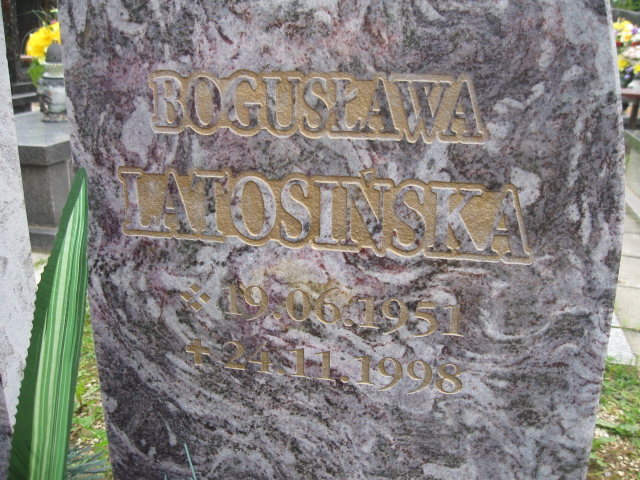 BOGUSŁAWA
LATOSIŃSKA
19.06.1951
24.11.1998